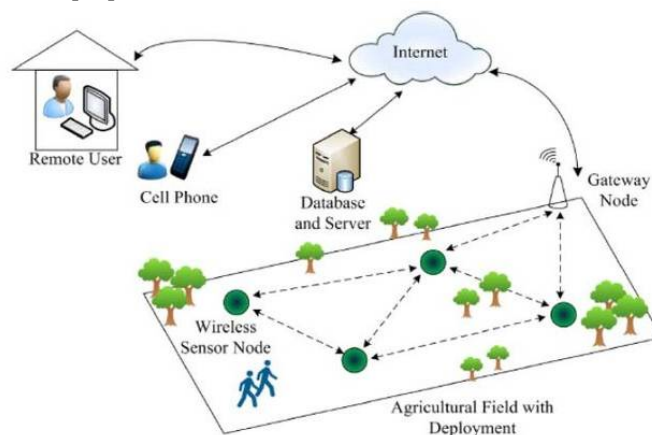 Internet
Remote User
Cell Phone
Database
and Server
Gateway
Node
Wireless
Sensor Node
Agricultural Field with
Deployment